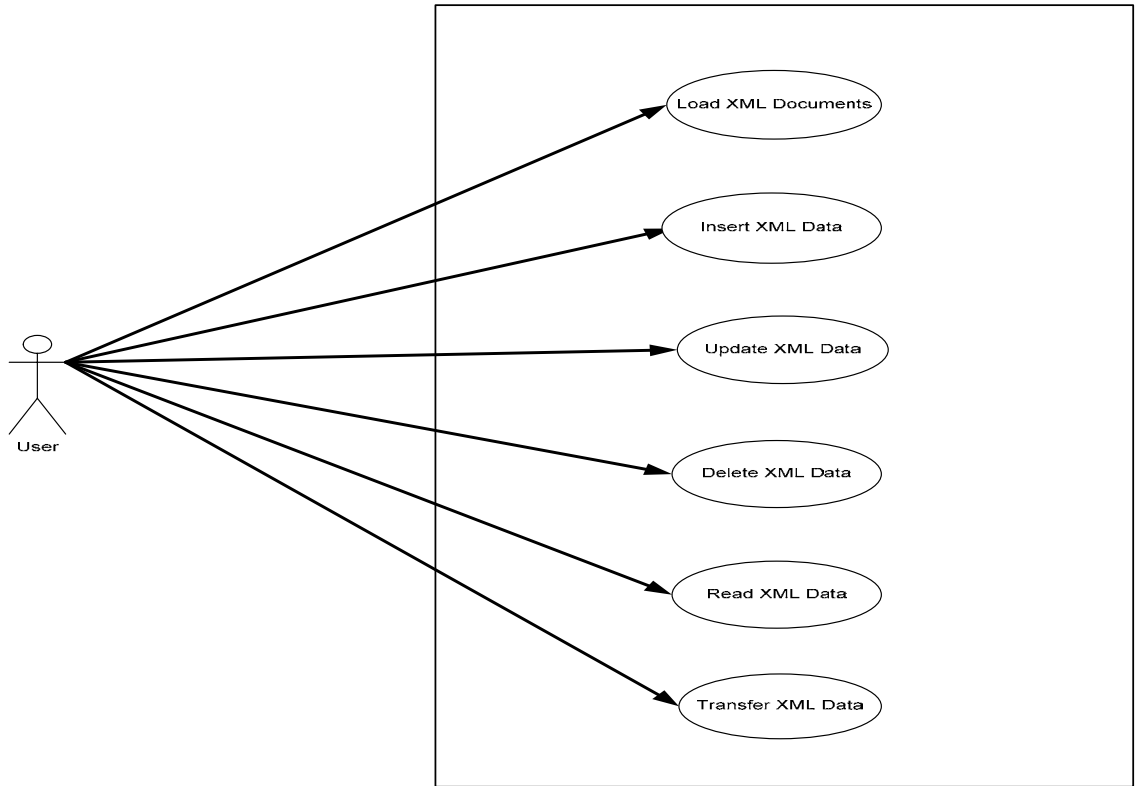 Load XML Documents
Insert XML Data
Update XML Data
User
Delete XML Data
Read XML Data
Transfer XML Data